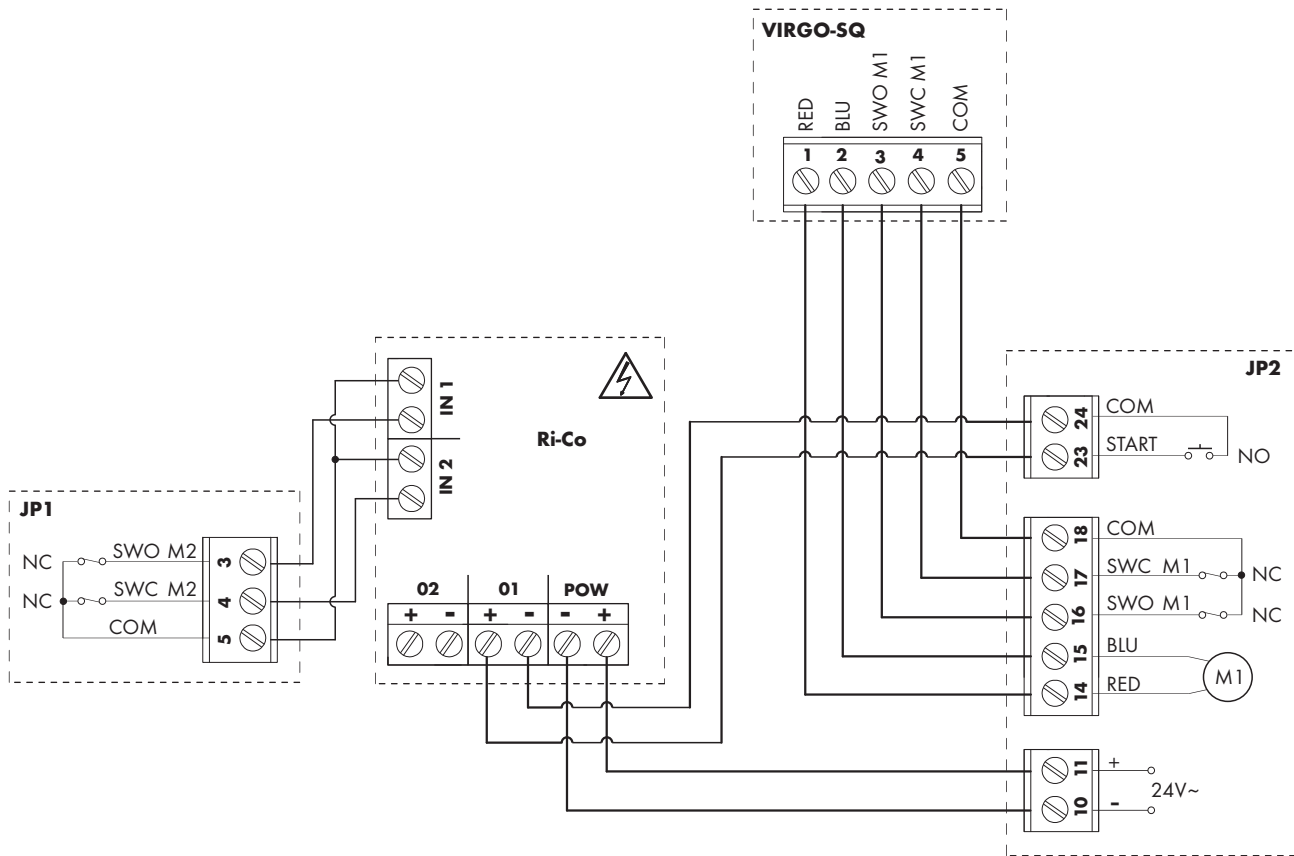 VIRGO-SQ
RED BLU SWO M1 SWC M1 COM
1 2 3 4 5
JP2
24 COM
23 START NO
18 COM
17 SWC M1 NC
16 SWO M1 NC
15 BLU
14 RED
M1
11 +
24V~
10 -
Ri-Co
IN 1
IN 2
02 01 POW
+ - + - - +
JP1
NC SWO M2 3
NC SWC M2 4
COM 5